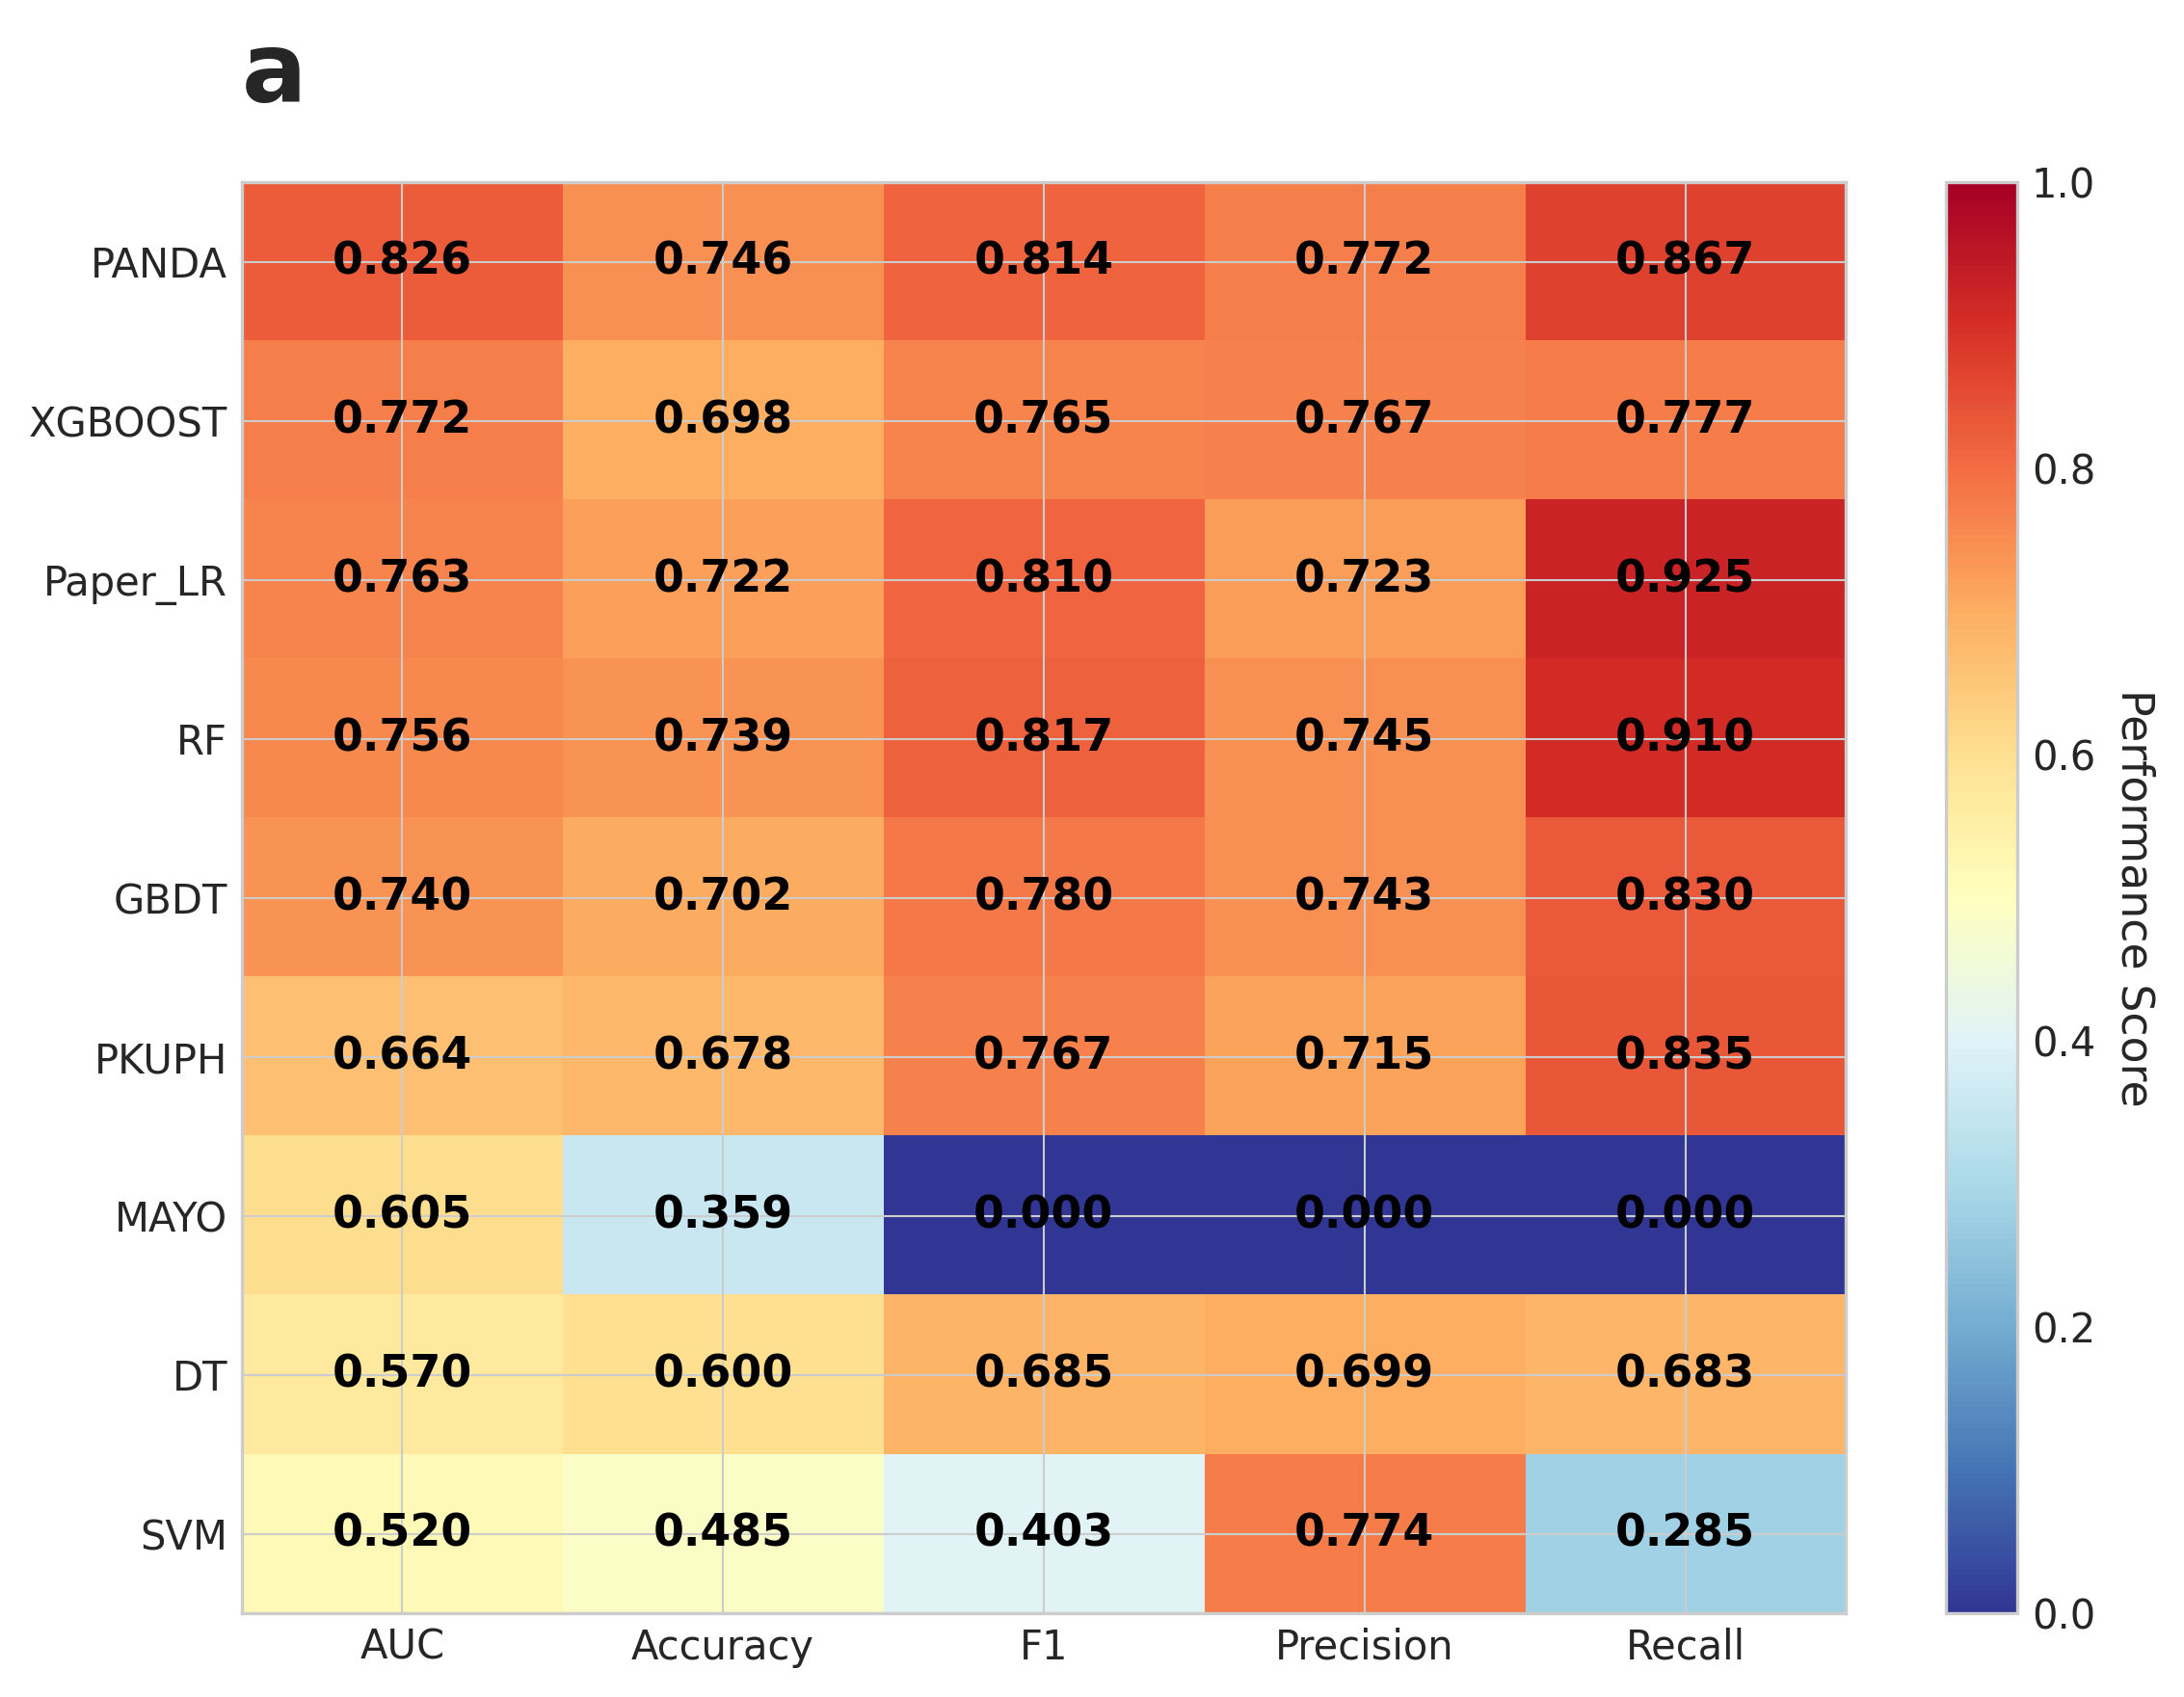 a
PANDA 0.826 0.746 0.814 0.772 0.867
XGBOOST 0.772 0.698 0.765 0.767 0.777
Paper_LR 0.763 0.722 0.810 0.723 0.925
RF 0.756 0.739 0.817 0.745 0.910
GBDT 0.740 0.702 0.780 0.743 0.830
PKUPH 0.664 0.678 0.767 0.715 0.835
MAYO 0.605 0.359 0.000 0.000 0.000
DT 0.570 0.600 0.685 0.699 0.683
SVM 0.520 0.485 0.403 0.774 0.285
AUC Accuracy F1 Precision Recall
1.0
0.8
0.6
0.4
0.2
0.0
Performance Score